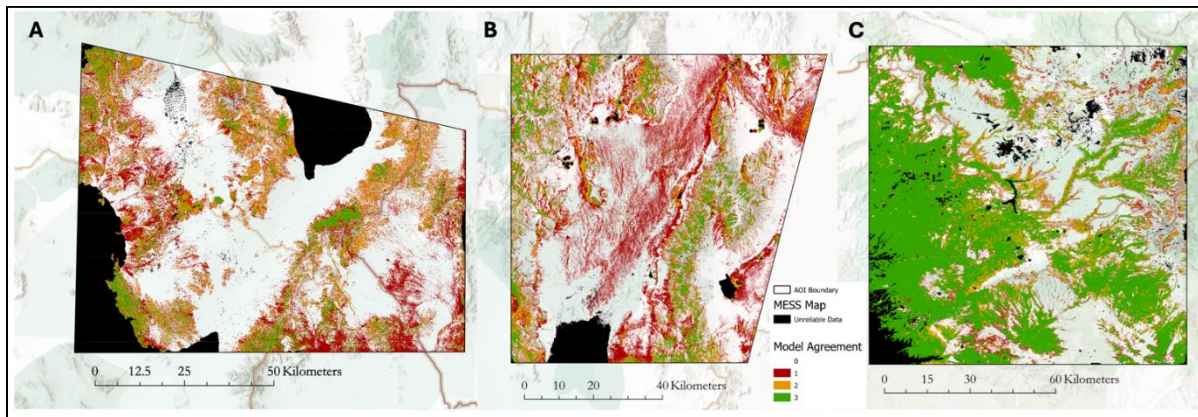 A
B
C
AOI Boundary
MESS Map
Unreliable Data
Model Agreement
0
1
2
3
0 12.5 25 50 Kilometers
0 10 20 40 Kilometers
0 15 30 60 Kilometers